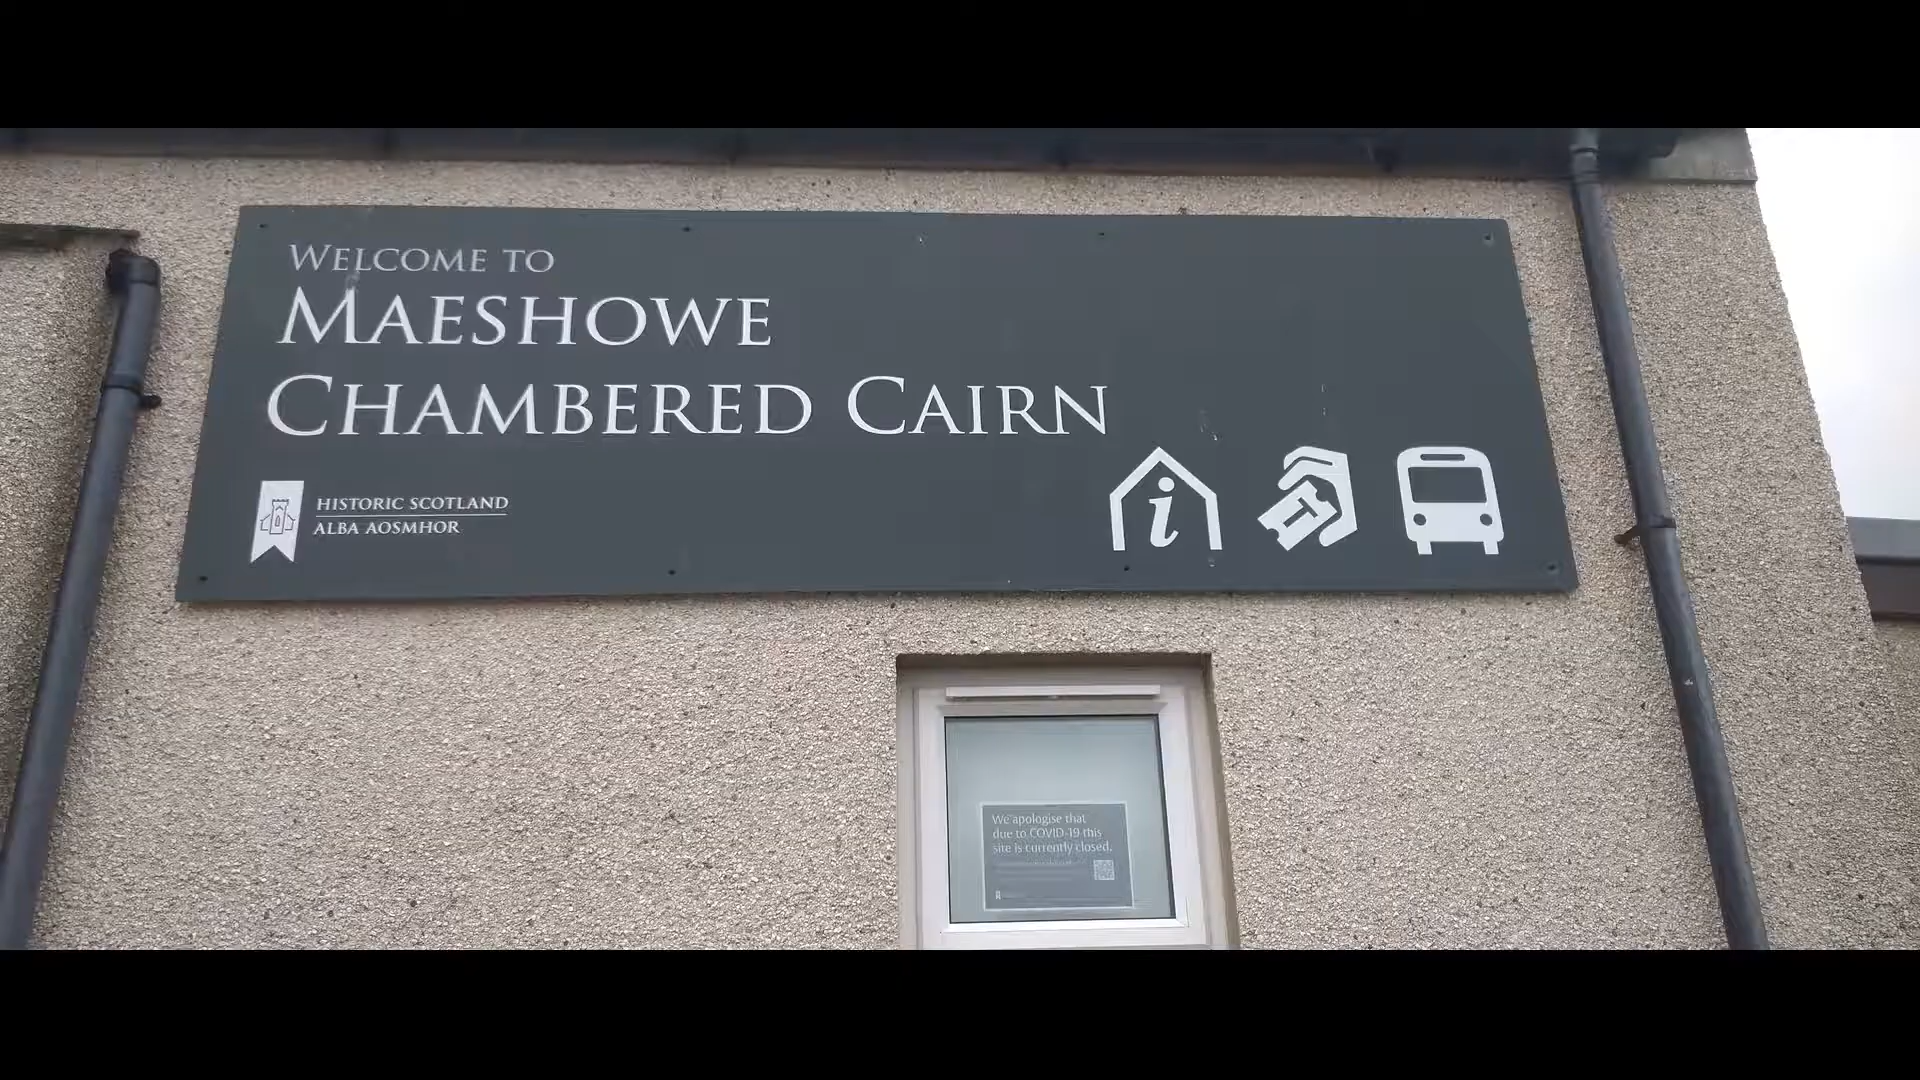 WELCOME TO
MAESHOWE
CHAMBERED CAIRN
HISTORIC SCOTLAND
ALBA AOSMHOR
i
T
We apologise that
due to COVID-19 this
site is currently closed.